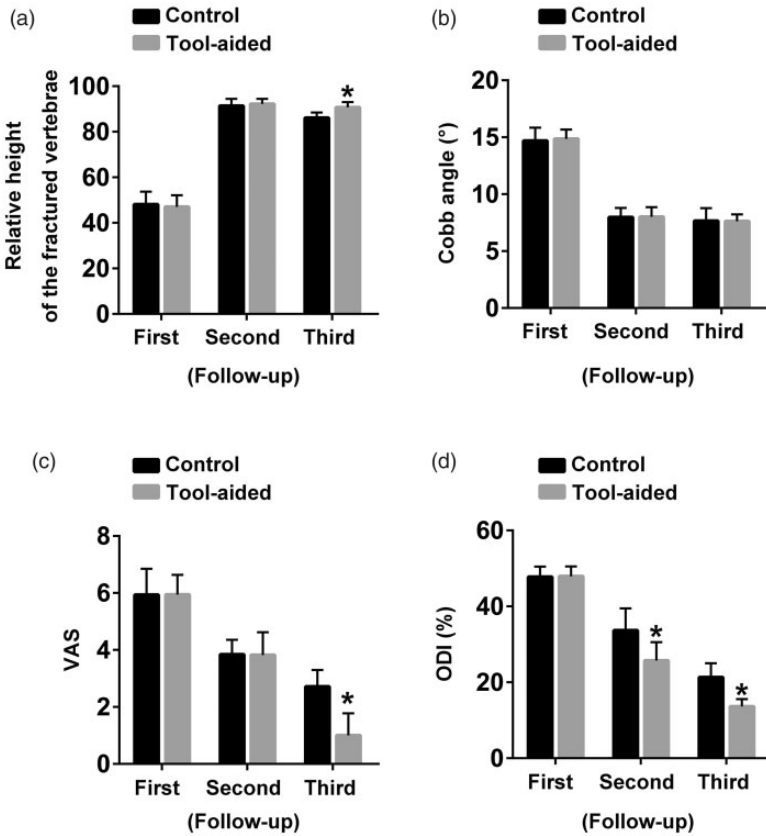 (a)
Control
Tool-aided
Relative height
of the fractured vertebrae
100
80
60
40
20
0
*
First Second Third
(Follow-up)
(b)
Control
Tool-aided
Cobb angle (°)
20
15
10
5
0
First Second Third
(Follow-up)
(c)
Control
Tool-aided
VAS
8
6
4
2
0
*
First Second Third
(Follow-up)
(d)
Control
Tool-aided
ODI (%)
60
40
20
0
*
*
First Second Third
(Follow-up)